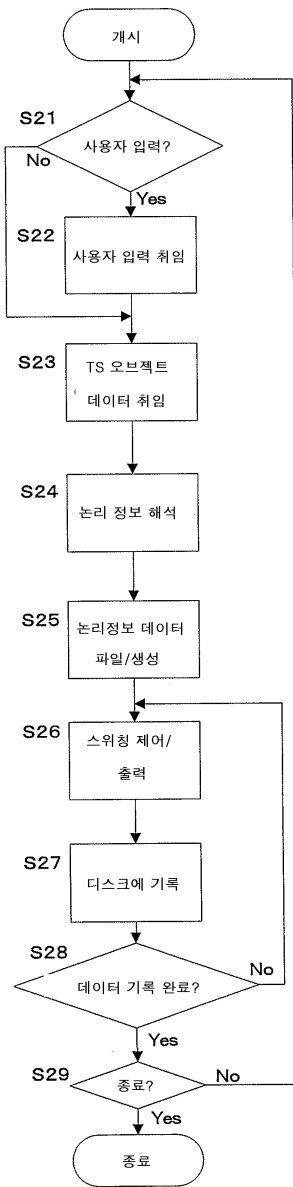 개시
S21
사용자 입력?
No
Yes
S22
사용자 입력 취임
S23
TS 오브젝트
데이터 취임
S24
논리 정보 해석
S25
논리정보 데이터
파일/생성
S26
스위칭 제어/
출력
S27
디스크에 기록
S28
데이터 기록 완료?
No
Yes
S29
종료?
No
Yes
종료